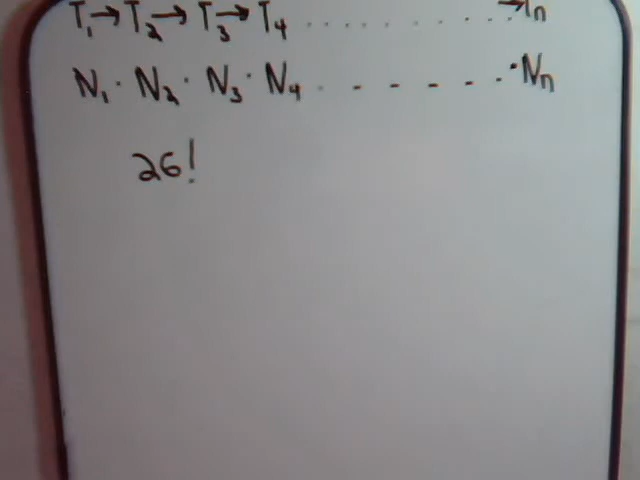 T₁→T₂→T₃→T₄.........→Tₙ
N₁·N₂·N₃·N₄.-----·Nₙ
26!